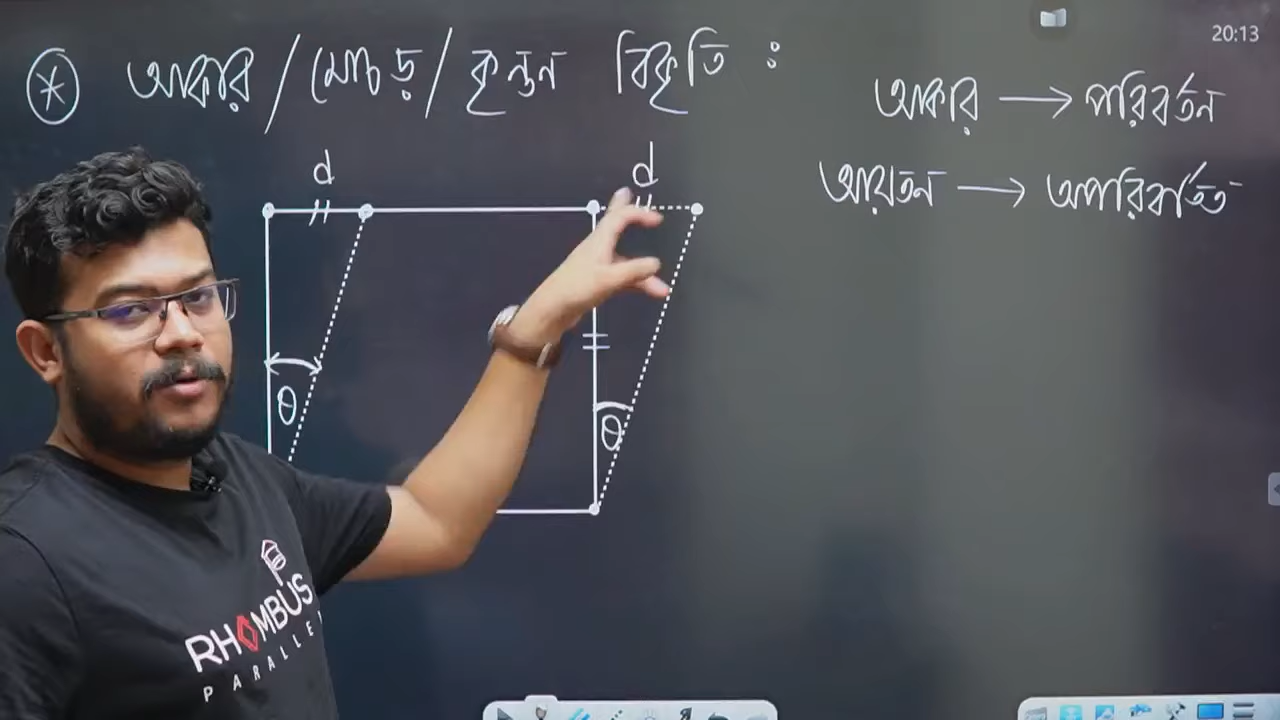 * আকার / মোচড় / কৃন্তন বিকৃতি :
20:13
আকার → পরিবর্তন
আয়তন → অপরিবর্তিত
d
d
θ
θ
RHOMBUS
PARALLEL